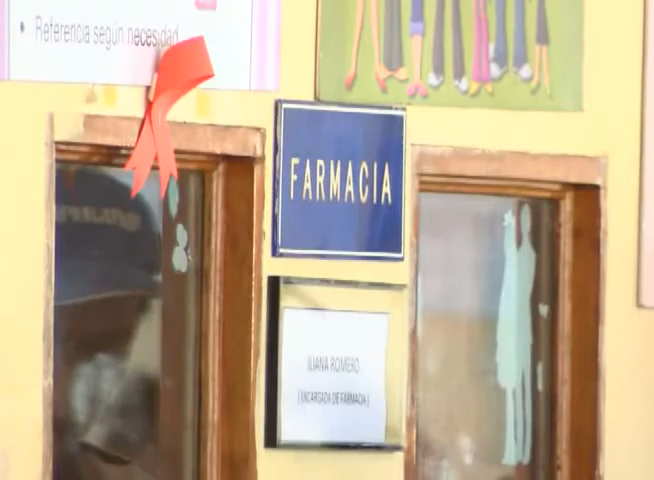 • Referencia según necesidad
FARMACIA
ILIANA ROMERO
( ENCARGADA DE FARMACIA )